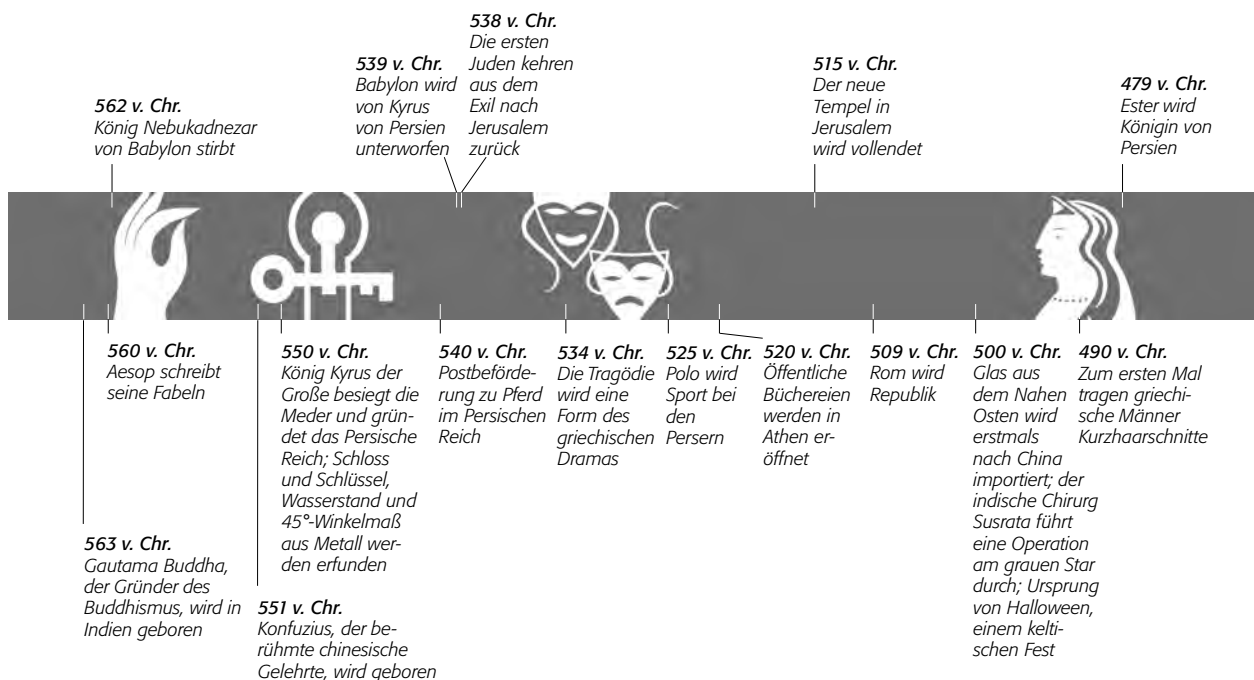 538 v. Chr.
Die ersten
Juden kehren
aus dem
Exil nach
Jerusalem
zurück
539 v. Chr.
Babylon wird
von Kyrus
von Persien
unterworfen
515 v. Chr.
Der neue
Tempel in
Jerusalem
wird vollendet
479 v. Chr.
Ester wird
Königin von
Persien
562 v. Chr.
König Nebukadnezar
von Babylon stirbt
560 v. Chr.
Aesop schreibt
seine Fabeln
550 v. Chr.
König Kyrus der
Große besiegt die
Meder und grün-
det das Persische
Reich; Schloss
und Schlüssel,
Wasserstand und
45°-Winkelmaß
aus Metall wer-
den erfunden
540 v. Chr.
Postbeförde-
rung zu Pferd
im Persischen
Reich
534 v. Chr.
Die Tragödie
wird eine
Form des
griechischen
Dramas
525 v. Chr.
Polo wird
Sport bei
den
Persern
520 v. Chr.
Öffentliche
Büchereien
werden in
Athen er-
öffnet
509 v. Chr.
Rom wird
Republik
500 v. Chr.
Glas aus
dem Nahen
Osten wird
erstmals
nach China
importiert; der
indische Chirurg
Susrata führt
eine Operation
am grauen Star
durch; Ursprung
von Halloween,
einem kelti-
schen Fest
490 v. Chr.
Zum ersten Mal
tragen griechi-
sche Männer
Kurzhaarschnitte
563 v. Chr.
Gautama Buddha,
der Gründer des
Buddhismus, wird in
Indien geboren
551 v. Chr.
Konfuzius, der be-
rühmte chinesische
Gelehrte, wird geboren